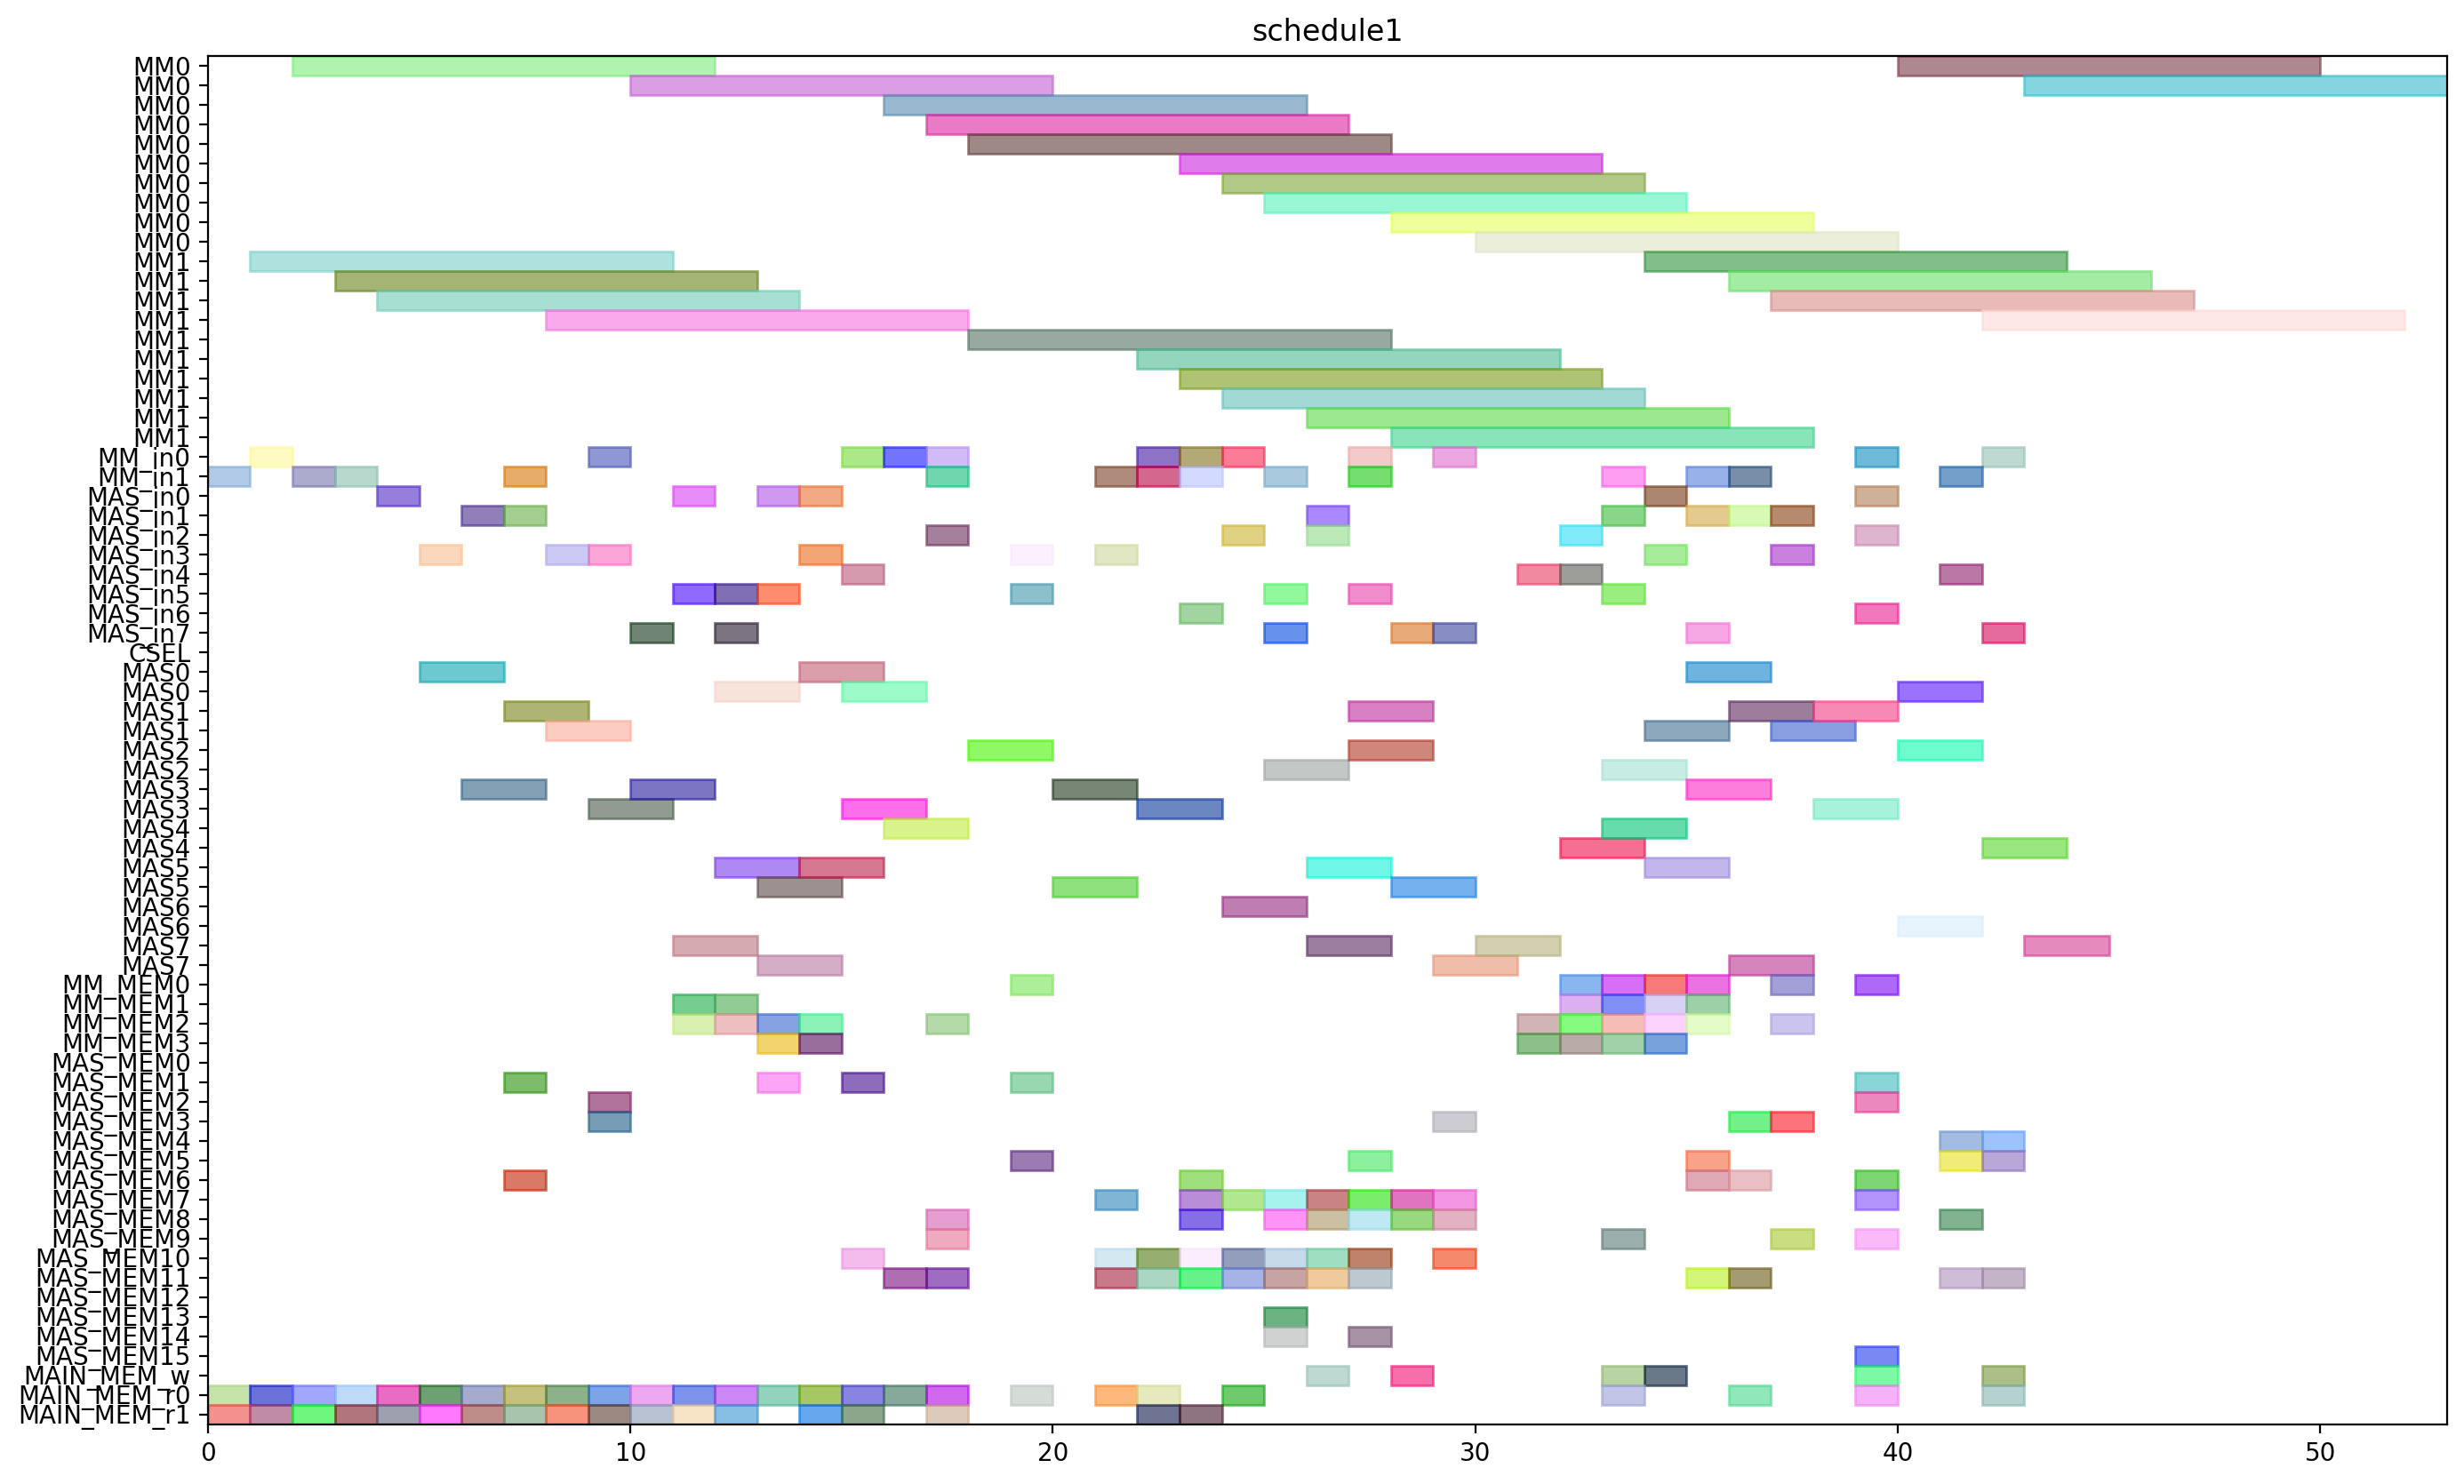 schedule1
MM0
MM0
MM0
MM0
MM0
MM0
MM0
MM0
MM0
MM0
MM1
MM1
MM1
MM1
MM1
MM1
MM1
MM1
MM1
MM1
MM_in0
MM_in1
MAS_in0
MAS_in1
MAS_in2
MAS_in3
MAS_in4
MAS_in5
MAS_in6
MAS_in7
CSEL
MAS0
MAS0
MAS1
MAS1
MAS2
MAS2
MAS3
MAS3
MAS4
MAS4
MAS5
MAS5
MAS6
MAS6
MAS7
MAS7
MM_MEM0
MM_MEM1
MM_MEM2
MM_MEM3
MAS_MEM0
MAS_MEM1
MAS_MEM2
MAS_MEM3
MAS_MEM4
MAS_MEM5
MAS_MEM6
MAS_MEM7
MAS_MEM8
MAS_MEM9
MAS_MEM10
MAS_MEM11
MAS_MEM12
MAS_MEM13
MAS_MEM14
MAS_MEM15
MAIN_MEM_w
MAIN_MEM_r0
MAIN_MEM_r1
0 10 20 30 40 50